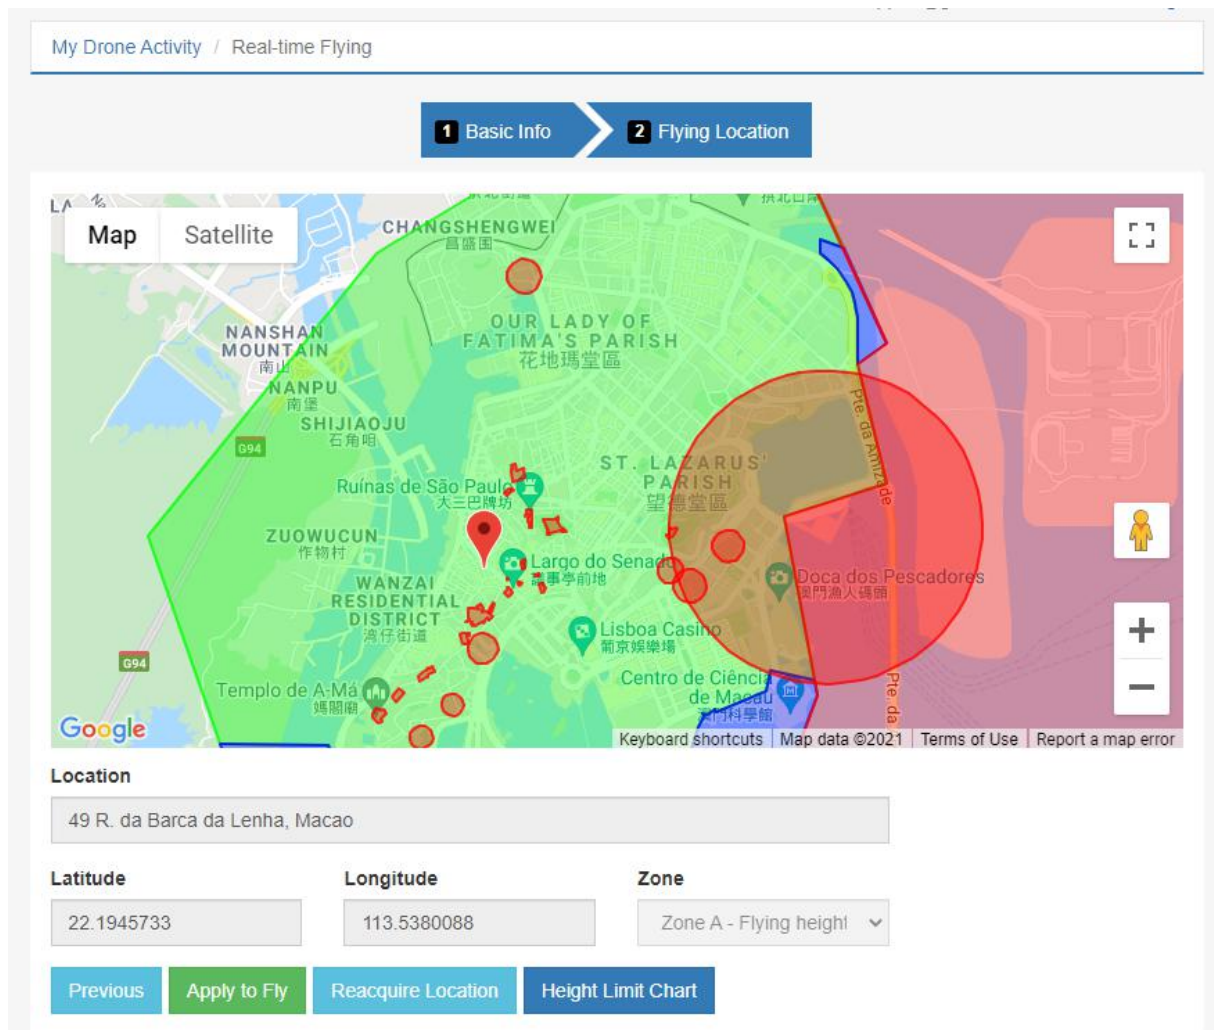 My Drone Activity / Real-time Flying
1 Basic Info
2 Flying Location
Map
Satellite
CHANGSHENGWEI
昌盛围
拱北口岸
NANSHAN
MOUNTAIN
南山
NANPU
南堡
OUR LADY OF
FATIMA'S PARISH
花地瑪堂區
SHIJIAOJU
石角咀
G94
Pte. da Amizade
ST. LAZARUS'
PARISH
望德堂區
Ruínas de São Paulo
大三巴牌坊
ZUOWUCUN
作物村
Largo do Senado
議事亭前地
WANZAI
RESIDENTIAL
DISTRICT
湾仔街道
Doca dos Pescadores
澳門漁人碼頭
Lisboa Casino
葡京娛樂場
G94
Templo de A-Má
媽閣廟
Centro de Ciência
de Macau
澳門科學館
Pte. da
Google
Keyboard shortcuts
Map data ©2021
Terms of Use
Report a map error
Location
49 R. da Barca da Lenha, Macao
Latitude
Longitude
Zone
22.1945733
113.5380088
Zone A - Flying height
Previous
Apply to Fly
Reacquire Location
Height Limit Chart